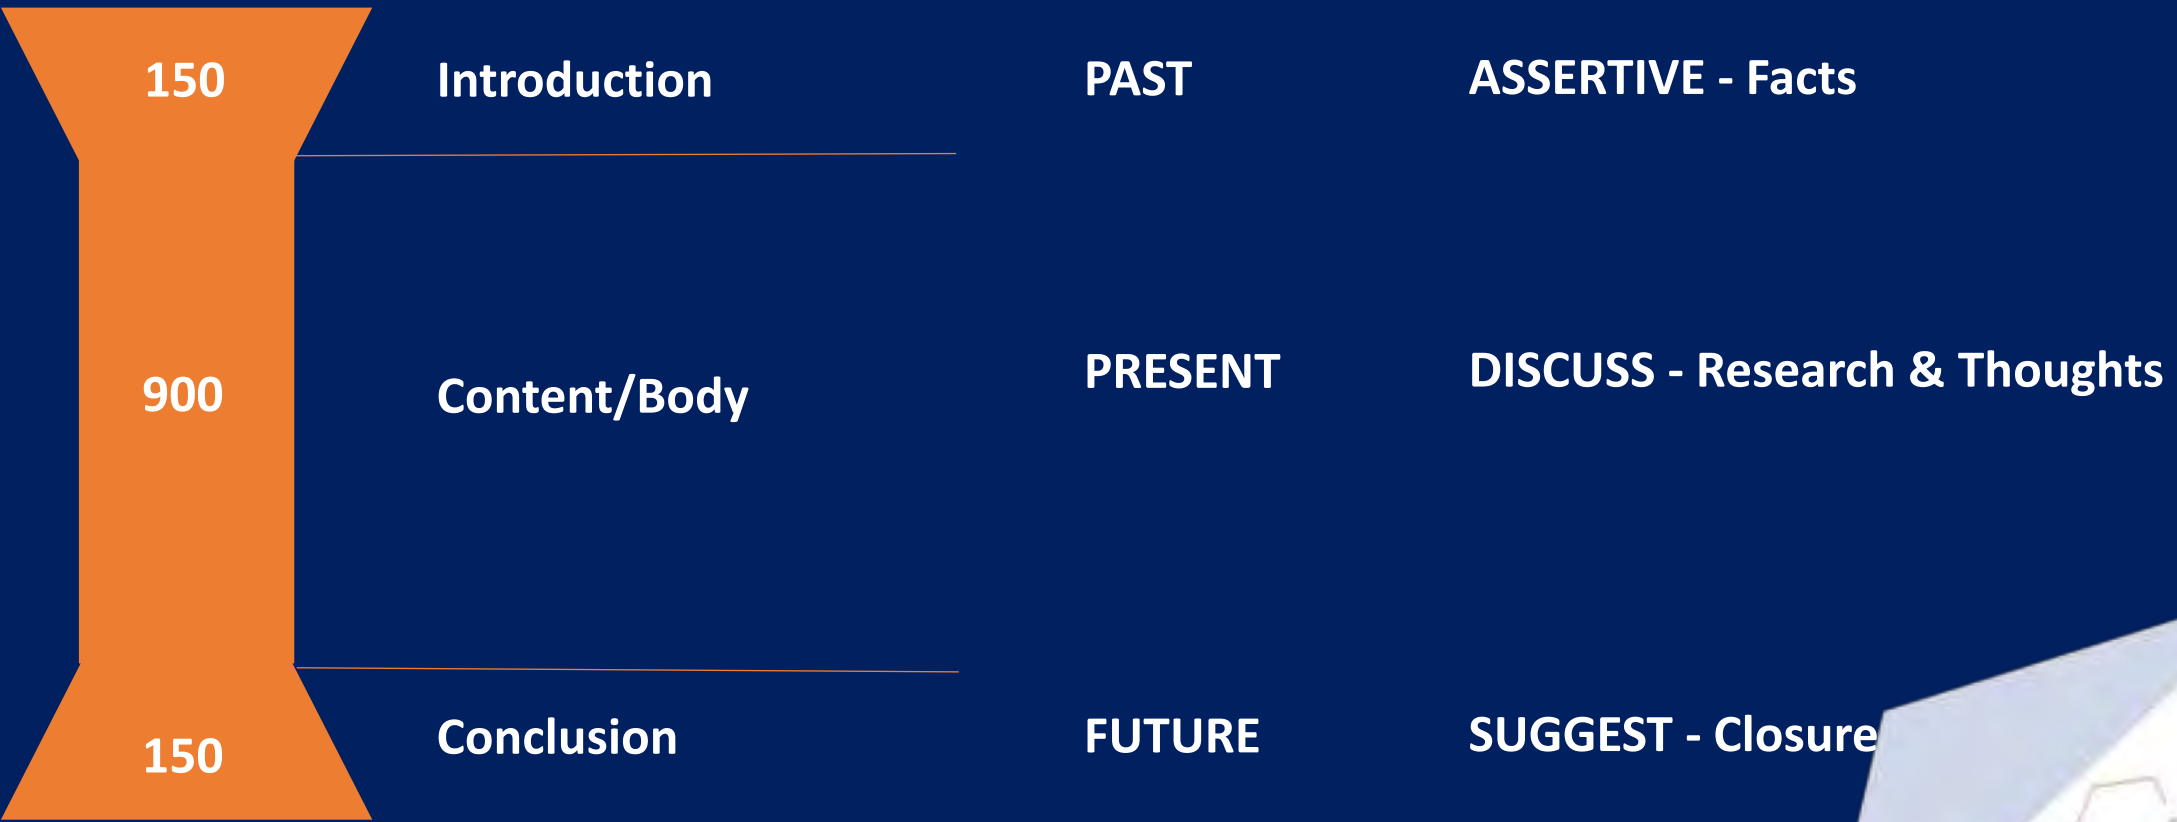 150 Introduction PAST ASSERTIVE - Facts
900 Content/Body PRESENT DISCUSS - Research & Thoughts
150 Conclusion FUTURE SUGGEST - Closure